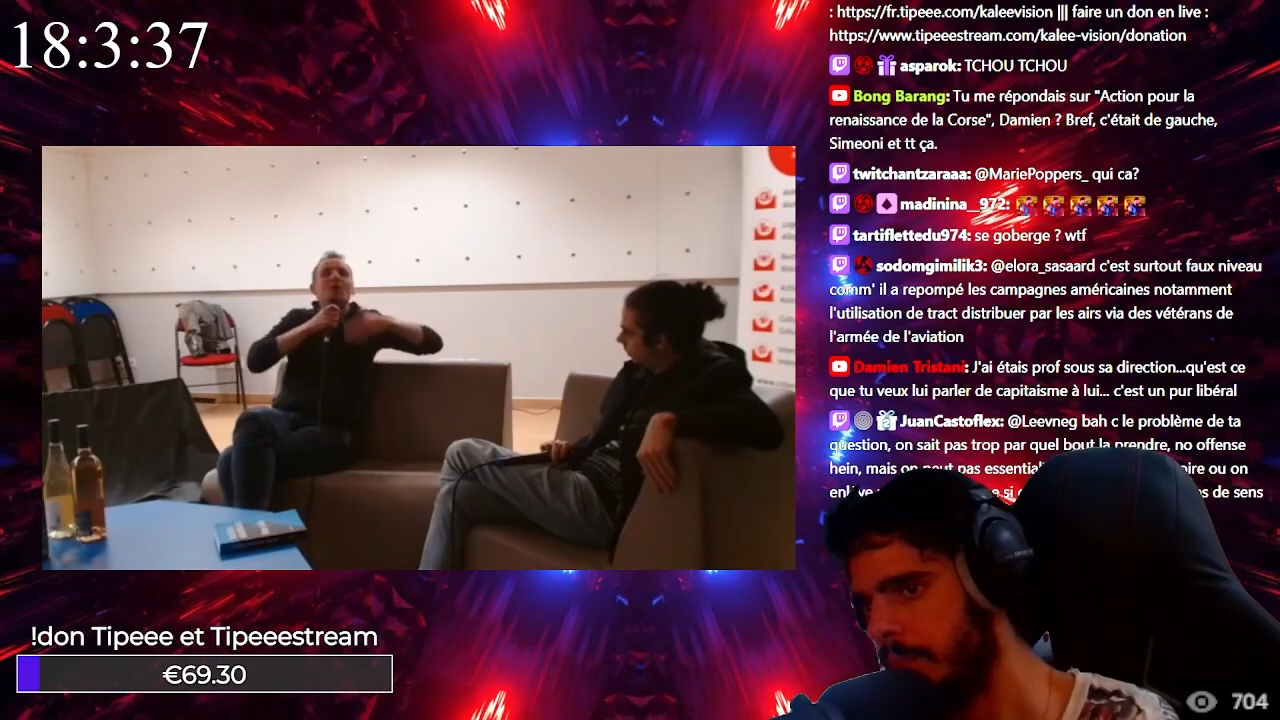 18:3:37
: https://fr.tipeee.com/kaleevision ||| faire un don en live :
https://www.tipeeestream.com/kalee-vision/donation
asparok: TCHOU TCHOU
Bong Barang: Tu me répondais sur "Action pour la
renaissance de la Corse", Damien ? Bref, c'était de gauche,
Simeoni et tt ça.
twitchantzaraaa: @MariePoppers_ qui ca?
madinina__972:
tartiflettedu974: se goberge ? wtf
sodomgimilik3: @elora_sasaard c'est surtout faux niveau
comm' il a repompé les campagnes américaines notamment
l'utilisation de tract distribuer par les airs via des vétérans de
l'armée de l'aviation
Damien Tristani: J'ai étais prof sous sa direction...qu'est ce
que tu veux lui parler de capitaisme à lui... c'est un pur libéral
JuanCastoflex: @Leevneg bah c le problème de ta
question, on sait pas trop par quel bout la prendre, no offense
hein, mais on peut pas
ou on
de sens
!don Tipeee et Tipeeestream
€69.30
704